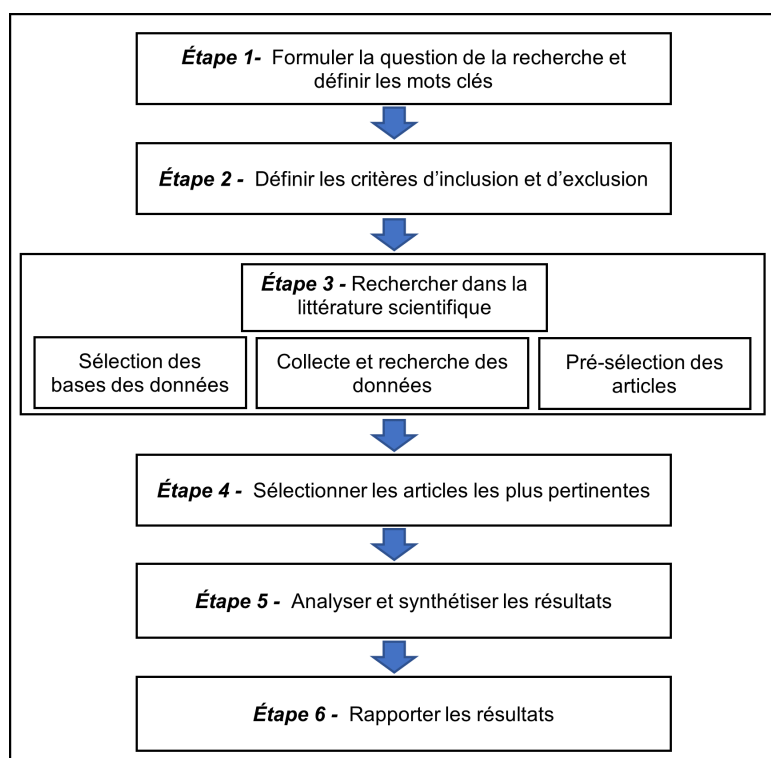 Étape 1- Formuler la question de la recherche et
définir les mots clés
Étape 2 - Définir les critères d’inclusion et d’exclusion
Étape 3 - Rechercher dans la
littérature scientifique
Sélection des
bases des données
Collecte et recherche des
données
Pré-sélection des
articles
Étape 4 - Sélectionner les articles les plus pertinentes
Étape 5 - Analyser et synthétiser les résultats
Étape 6 - Rapporter les résultats